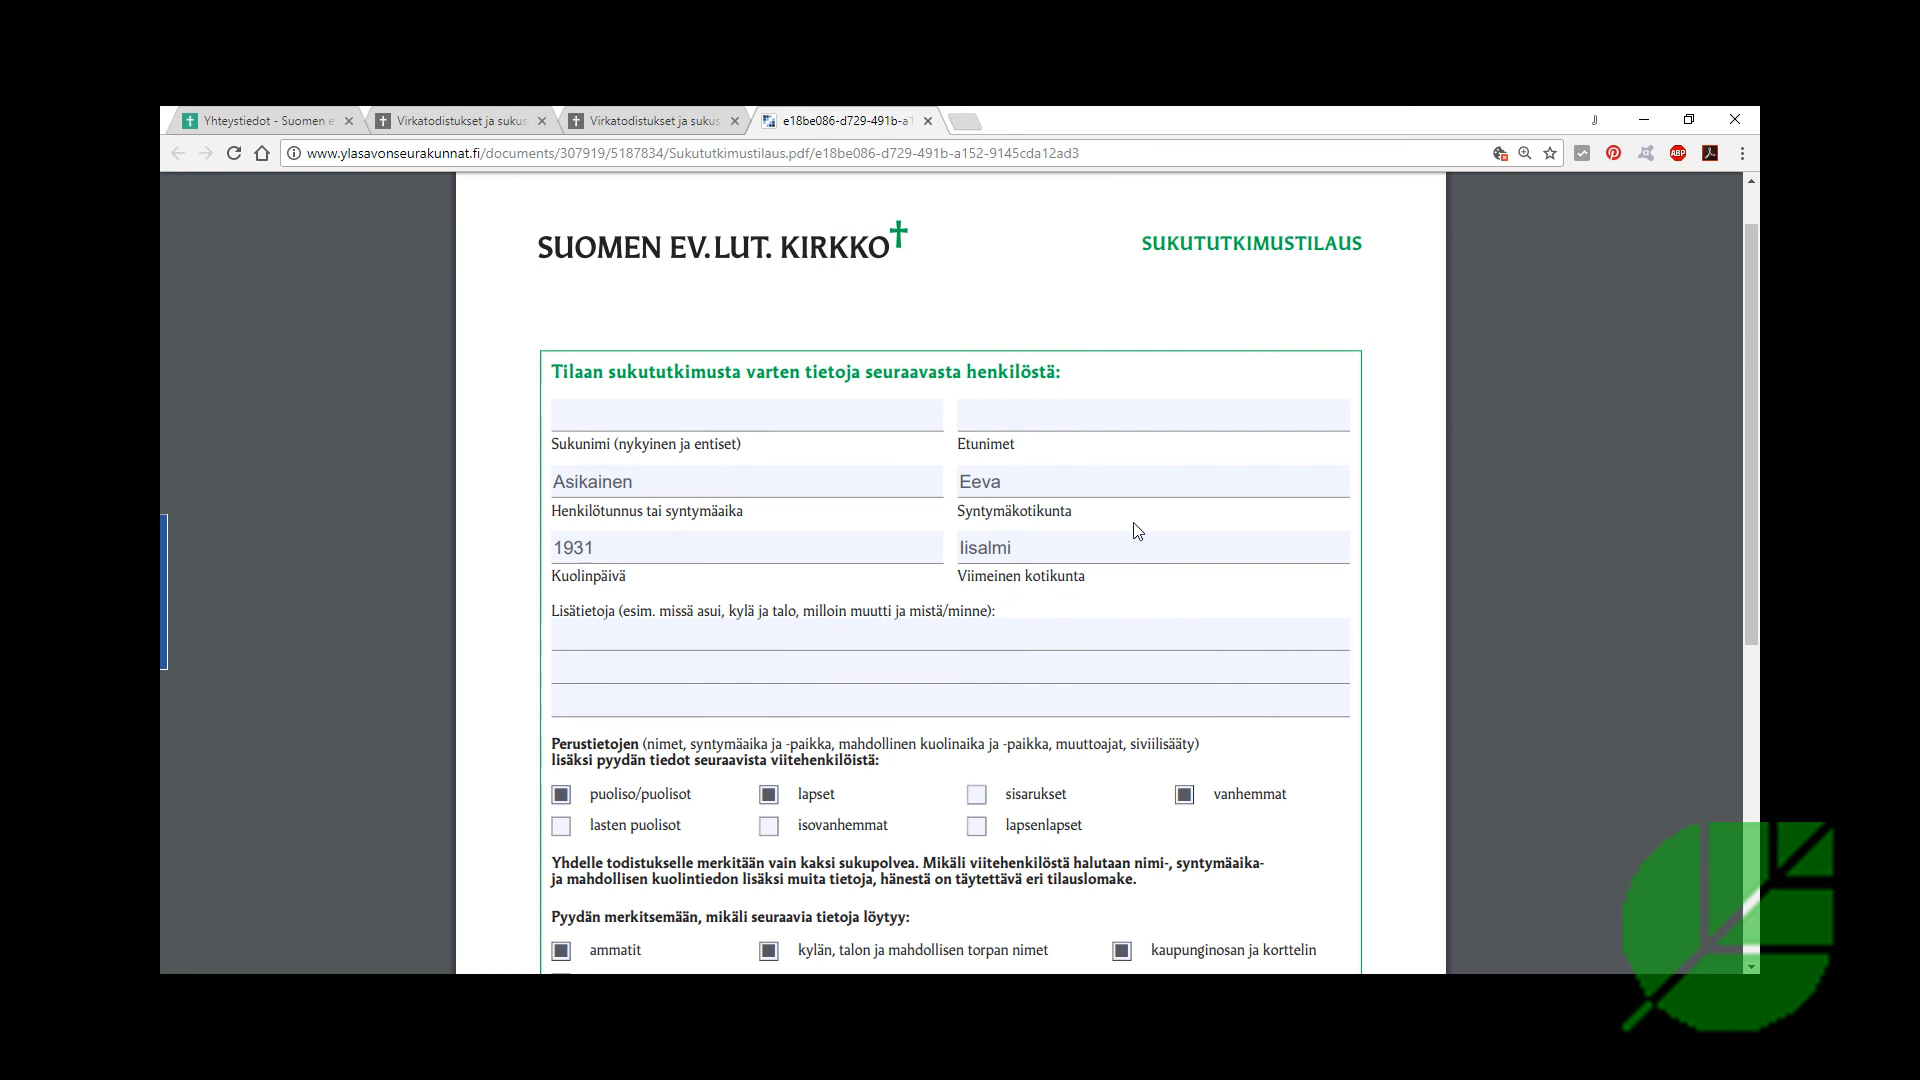 Yhteystiedot - Suomen e
Virkatodistukset ja sukus
Virkatodistukset ja sukus
e18be086-d729-491b-a1
www.ylasavonseurakunnat.fi/documents/307919/5187834/Sukututkimustilaus.pdf/e18be086-d729-491b-a152-9145cda12ad3
ABP
SUOMEN EV.LUT. KIRKKO
SUKUTUTKIMUSTILAUS
Tilaan sukututkimusta varten tietoja seuraavasta henkilöstä:
Sukunimi (nykyinen ja entiset)
Etunimet
Asikainen
Eeva
Henkilötunnus tai syntymäaika
Syntymäkotikunta
1931
Iisalmi
Kuolinpäivä
Viimeinen kotikunta
Lisätietoja (esim. missä asui, kylä ja talo, milloin muutti ja mistä/minne):
Perustietojen (nimet, syntymäaika ja -paikka, mahdollinen kuolinaika ja -paikka, muuttoajat, siviilisääty)
lisäksi pyydän tiedot seuraavista viitehenkilöistä:
puoliso/puolisot
lapset
sisarukset
vanhemmat
lasten puolisot
isovanhemmat
lapsenlapset
Yhdelle todistukselle merkitään vain kaksi sukupolvea. Mikäli viitehenkilöstä halutaan nimi-, syntymäaika-
ja mahdollisen kuolintiedon lisäksi muita tietoja, hänestä on täytettävä eri tilauslomake.
Pyydän merkitsemään, mikäli seuraavia tietoja löytyy:
ammatit
kylän, talon ja mahdollisen torpan nimet
kaupunginosan ja korttelin